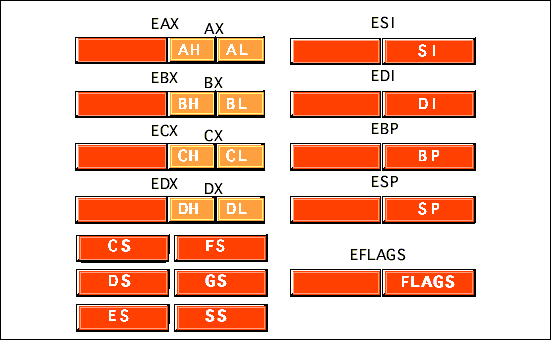 EAX AX ESI
AH AL SI
EBX BX EDI
BH BL DI
ECX CX EBP
CH CL BP
EDX DX ESP
DH DL SP
CS FS
EFLAGS
DS GS FLAGS
ES SS